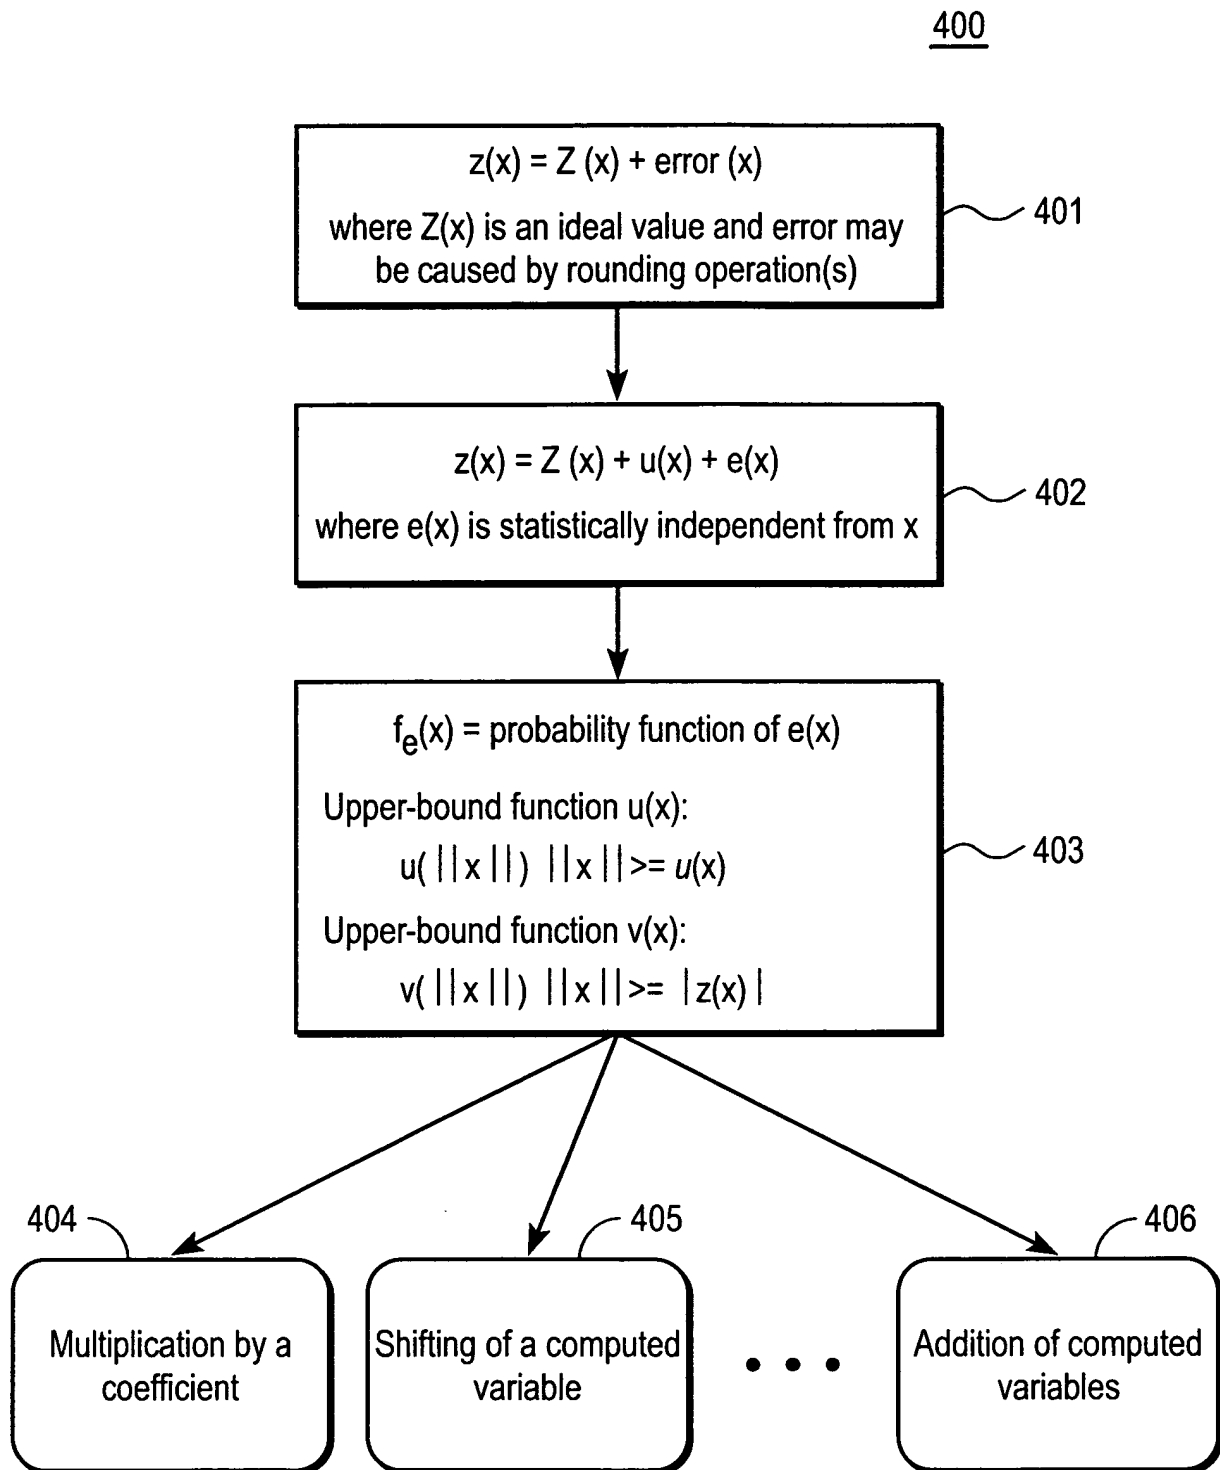 400
z(x) = Z (x) + error (x)
where Z(x) is an ideal value and error may
be caused by rounding operation(s)
401
z(x) = Z (x) + u(x) + e(x)
where e(x) is statistically independent from x
402
fe(x) = probability function of e(x)
Upper-bound function u(x):
u( ||x ||) ||x || >= u(x)
Upper-bound function v(x):
v( ||x ||) ||x || >= |z(x) |
403
404
405
406
Multiplication by a
coefficient
Shifting of a computed
variable
• • •
Addition of computed
variables